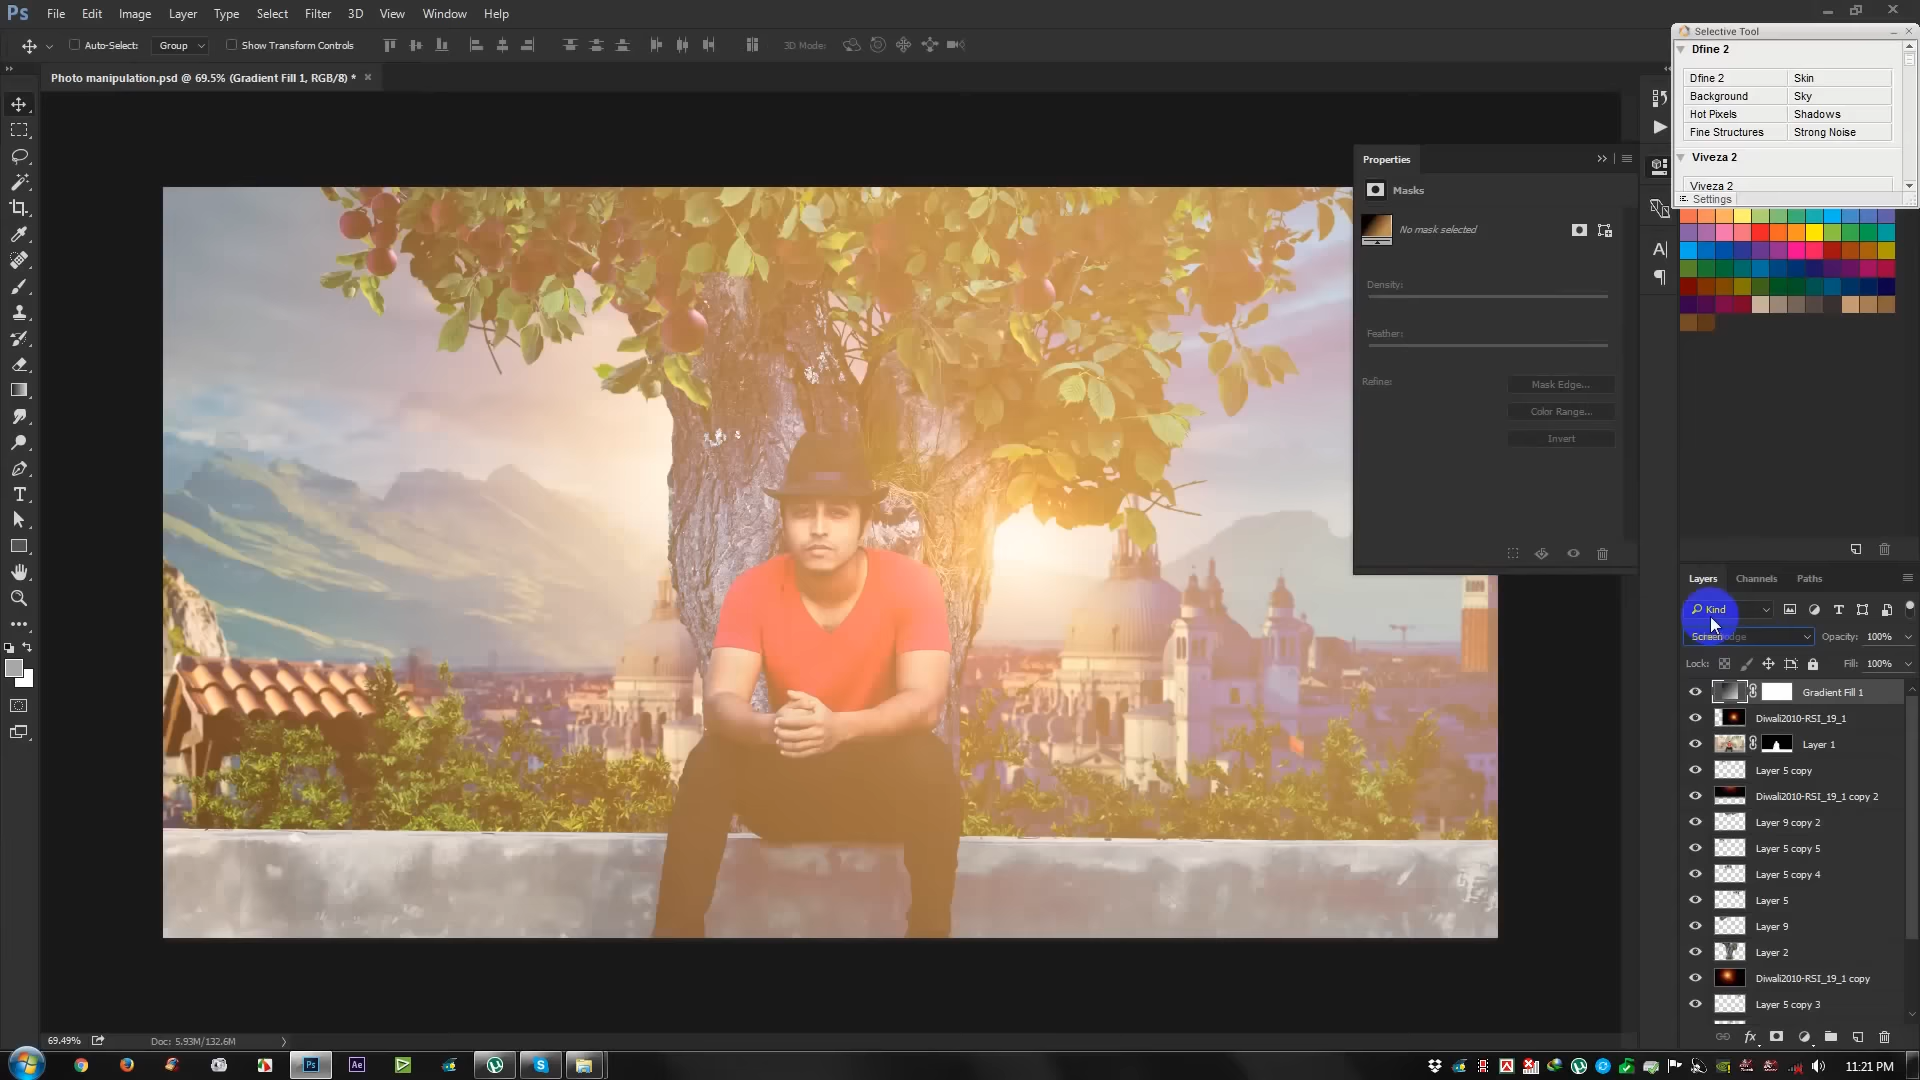 Ps File Edit Image Layer Type Select Filter 3D View Window Help
Auto-Select: Group Show Transform Controls 3D Mode:
Selective Tool
Photo manipulation.psd @ 69.5% (Gradient Fill 1, RGB/8) *
Dfine 2
Dfine 2 Skin
Background Sky
Hot Pixels Shadows
Fine Structures Strong Noise
Viveza 2
Viveza 2
Settings
Properties
Masks
No mask selected
Density:
Feather:
Refine: Mask Edge...
Color Range...
Invert
Layers Channels Paths
Kind
Screen Opacity: 100%
Lock: Fill: 100%
Gradient Fill 1
Diwali2010-RSI_19_1
Layer 1
Layer 5 copy
Diwali2010-RSI_19_1 copy 2
Layer 9 copy 2
Layer 5 copy 5
Layer 5 copy 4
Layer 5
Layer 9
Layer 2
Diwali2010-RSI_19_1 copy
Layer 5 copy 3
fx
69.49% Doc: 5.93M/132.6M
Ps Ae 11:21 PM